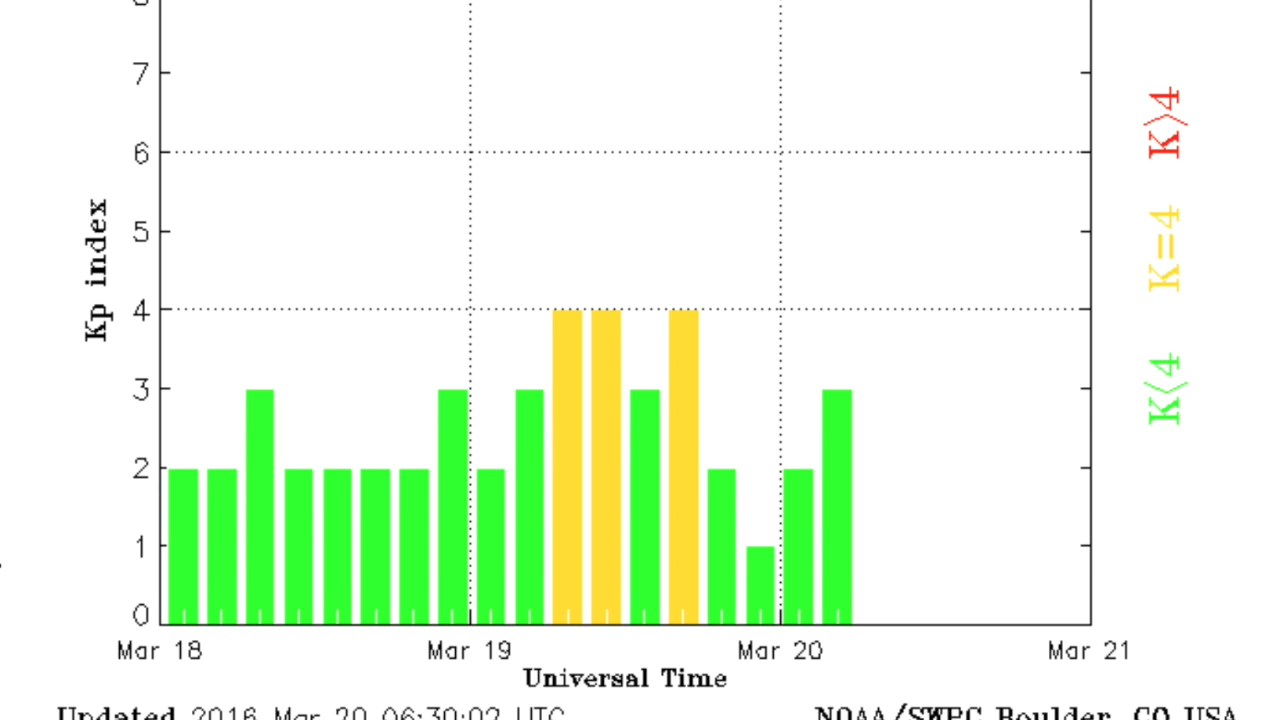 7
6
5
4
3
2
1
0
Kp index
K>4
K=4
K<4
Mar 18 Mar 19 Mar 20 Mar 21
Universal Time
Updated 2016 Mar 20 06:30:02 UTC
NOAA/SWPC Boulder, CO USA